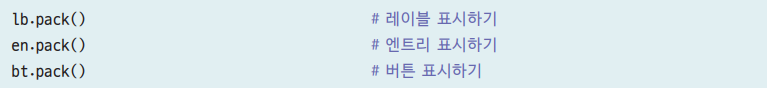 lb.pack() # 레이블 표시하기
en.pack() # 엔트리 표시하기
bt.pack() # 버튼 표시하기